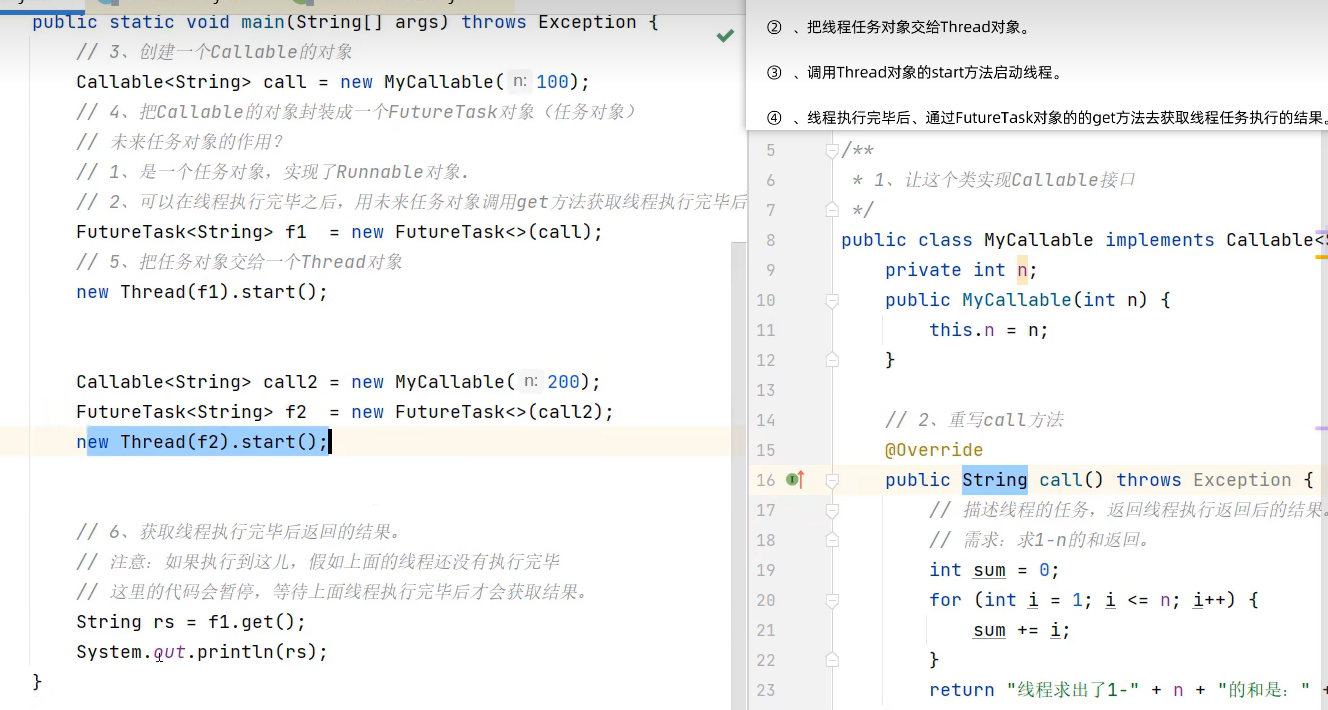 public static void main(String[] args) throws Exception {
// 3、创建一个Callable的对象
Callable<String> call = new MyCallable( n: 100);
// 4、把Callable的对象封装成一个FutureTask对象（任务对象）
// 未来任务对象的作用？
// 1、是一个任务对象，实现了Runnable对象.
// 2、可以在线程执行完毕之后，用未来任务对象调用get方法获取线程执行完毕后
FutureTask<String> f1  = new FutureTask<>(call);
// 5、把任务对象交给一个Thread对象
new Thread(f1).start();
Callable<String> call2 = new MyCallable( n: 200);
FutureTask<String> f2  = new FutureTask<>(call2);
new Thread(f2).start();
// 6、获取线程执行完毕后返回的结果。
// 注意：如果执行到这儿，假如上面的线程还没有执行完毕
// 这里的代码会暂停，等待上面线程执行完毕后才会获取结果。
String rs = f1.get();
System.out.println(rs);
}
② 、把线程任务对象交给Thread对象。
③ 、调用Thread对象的start方法启动线程。
④ 、线程执行完毕后、通过FutureTask对象的的get方法去获取线程任务执行的结果。
5 /**
6 * 1、让这个类实现Callable接口
7 */
8 public class MyCallable implements Callable<S
9 private int n;
10 public MyCallable(int n) {
11 this.n = n;
12 }
13
14 // 2、重写call方法
15 @Override
16 public String call() throws Exception {
17 // 描述线程的任务，返回线程执行返回后的结果。
18 // 需求：求1-n的和返回。
19 int sum = 0;
20 for (int i = 1; i <= n; i++) {
21 sum += i;
22 }
23 return "线程求出了1-" + n + "的和是：" +